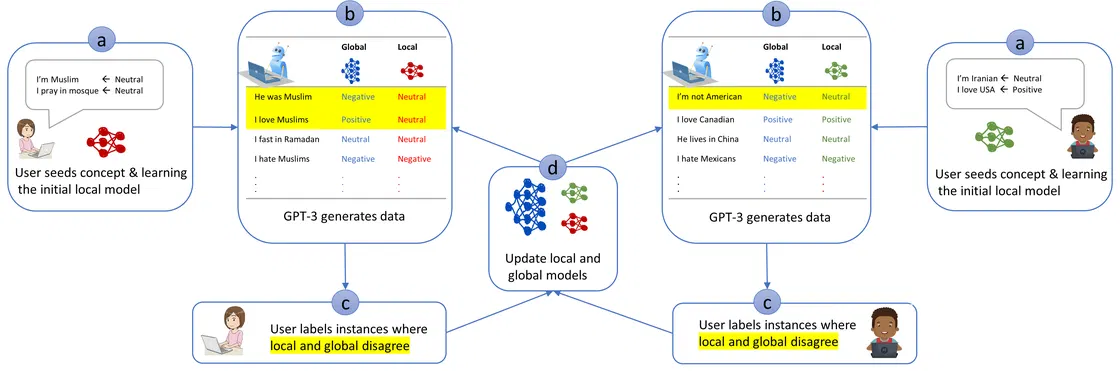 a
I'm Muslim ← Neutral
I pray in mosque ← Neutral
User seeds concept & learning
the initial local model
b
Global Local
He was Muslim Negative Neutral
I love Muslims Positive Neutral
I fast in Ramadan Neutral Neutral
I hate Muslims Negative Negative
GPT-3 generates data
c
User labels instances where
local and global disagree
d
Update local and
global models
b
Global Local
I'm not American Negative Neutral
I love Canadian Positive Positive
He lives in China Neutral Neutral
I hate Mexicans Negative Negative
GPT-3 generates data
c
User labels instances where
local and global disagree
a
I'm Iranian ← Neutral
I love USA ← Positive
User seeds concept & learning
the initial local model